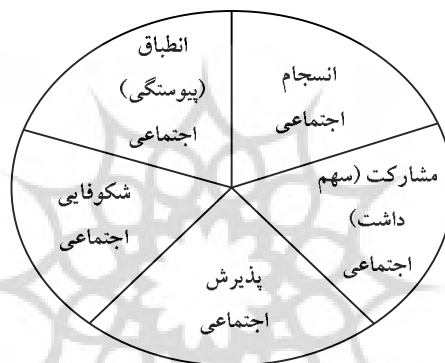 انسجام
اجتماعی
انطباق
(پیوستگی)
اجتماعی
مشارکت (سهم
داشت)
اجتماعی
شکوفایی
اجتماعی
پذیرش
اجتماعی